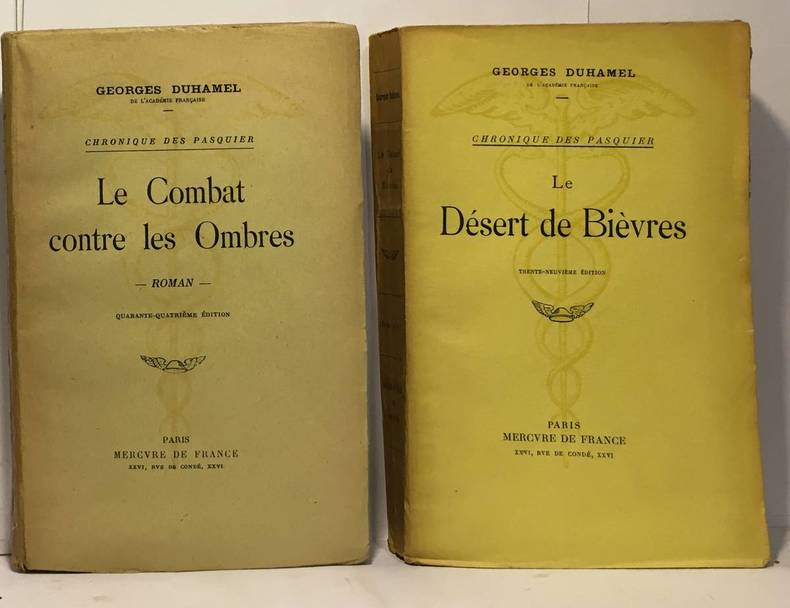 GEORGES DUHAMEL
DE L'ACADÉMIE FRANÇAISE
CHRONIQUE DES PASQUIER
Le Combat
contre les Ombres
— ROMAN —
QUARANTE-QUATRIÈME ÉDITION
PARIS
MERCVRE DE FRANCE
XXVI, RVE DE CONDÉ, XXVI
GEORGES DUHAMEL
DE L'ACADÉMIE FRANÇAISE
CHRONIQUE DES PASQUIER
Le
Désert de Bièvres
TRENTE-NEUVIÈME ÉDITION
PARIS
MERCVRE DE FRANCE
XXVI, RVE DE CONDÉ, XXVI